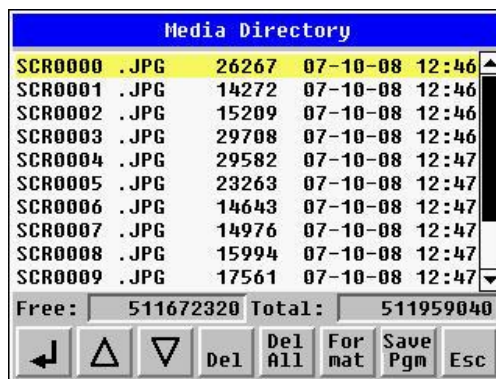 Media Directory
SCR0000 .JPG 26267 07-10-08 12:46
SCR0001 .JPG 14272 07-10-08 12:46
SCR0002 .JPG 15209 07-10-08 12:46
SCR0003 .JPG 29708 07-10-08 12:46
SCR0004 .JPG 29582 07-10-08 12:47
SCR0005 .JPG 23263 07-10-08 12:47
SCR0006 .JPG 14643 07-10-08 12:47
SCR0007 .JPG 14976 07-10-08 12:47
SCR0008 .JPG 15994 07-10-08 12:47
SCR0009 .JPG 17561 07-10-08 12:47
Free: 511672320 Total: 511959040
Del
Del
All
For
mat
Save
Pgm
Esc